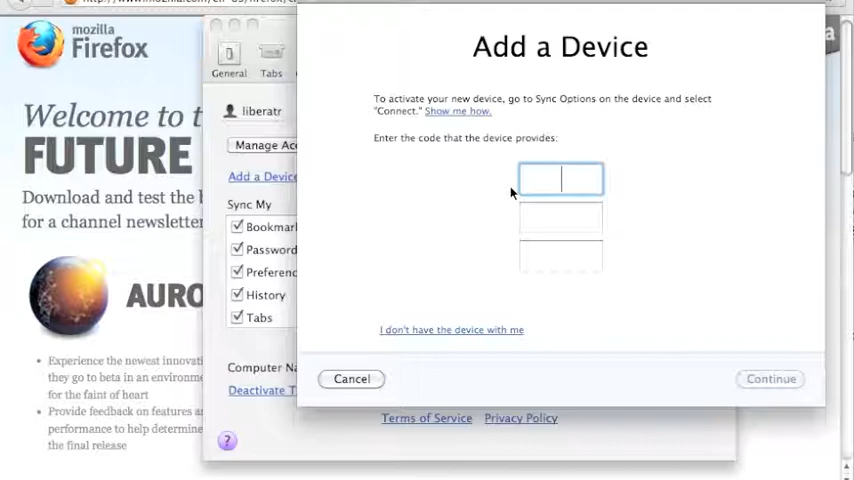 mozilla
Firefox
Welcome to t
FUTURE
Download and test the b
for a channel newsletter
AURO
Experience the newest innovati
they go to beta in an environme
for the faint of heart
Provide feedback on features a
performance to help determine
the final release
General
Tabs
liberatr
Manage Acc
Add a Device
Sync My
Bookmark
Password
Preferenc
History
Tabs
Computer Na
Deactivate T
?
Terms of Service
Privacy Policy
Add a Device
To activate your new device, go to Sync Options on the device and select
"Connect." Show me how.
Enter the code that the device provides:
I don't have the device with me
Cancel
Continue
a